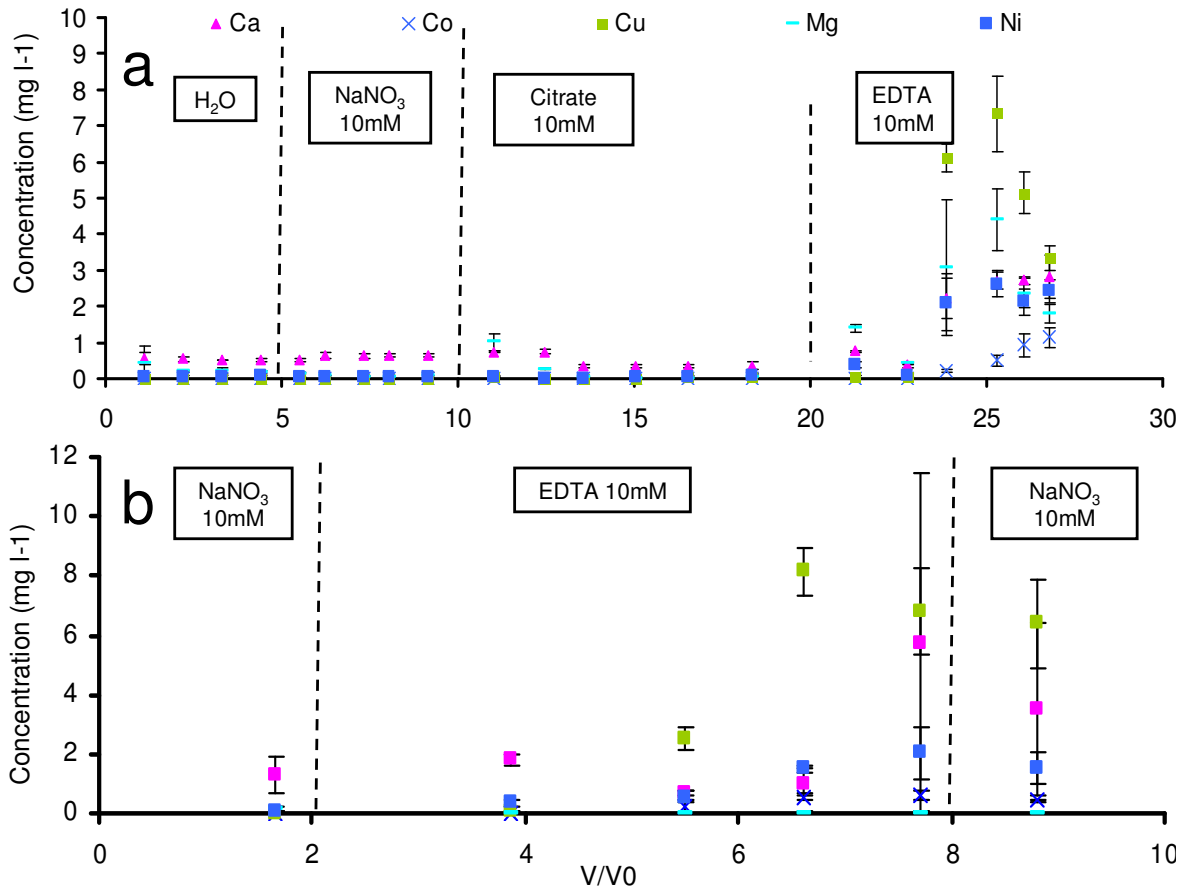 Ca Co Cu Mg Ni
a
H₂O
NaNO₃
10mM
Citrate
10mM
EDTA
10mM
Concentration (mg l-1)
10
9
8
7
6
5
4
3
2
1
0
0 5 10 15 20 25 30
b
NaNO₃
10mM
EDTA 10mM
NaNO₃
10mM
Concentration (mg l-1)
12
10
8
6
4
2
0
0 2 4 6 8 10
V/V0